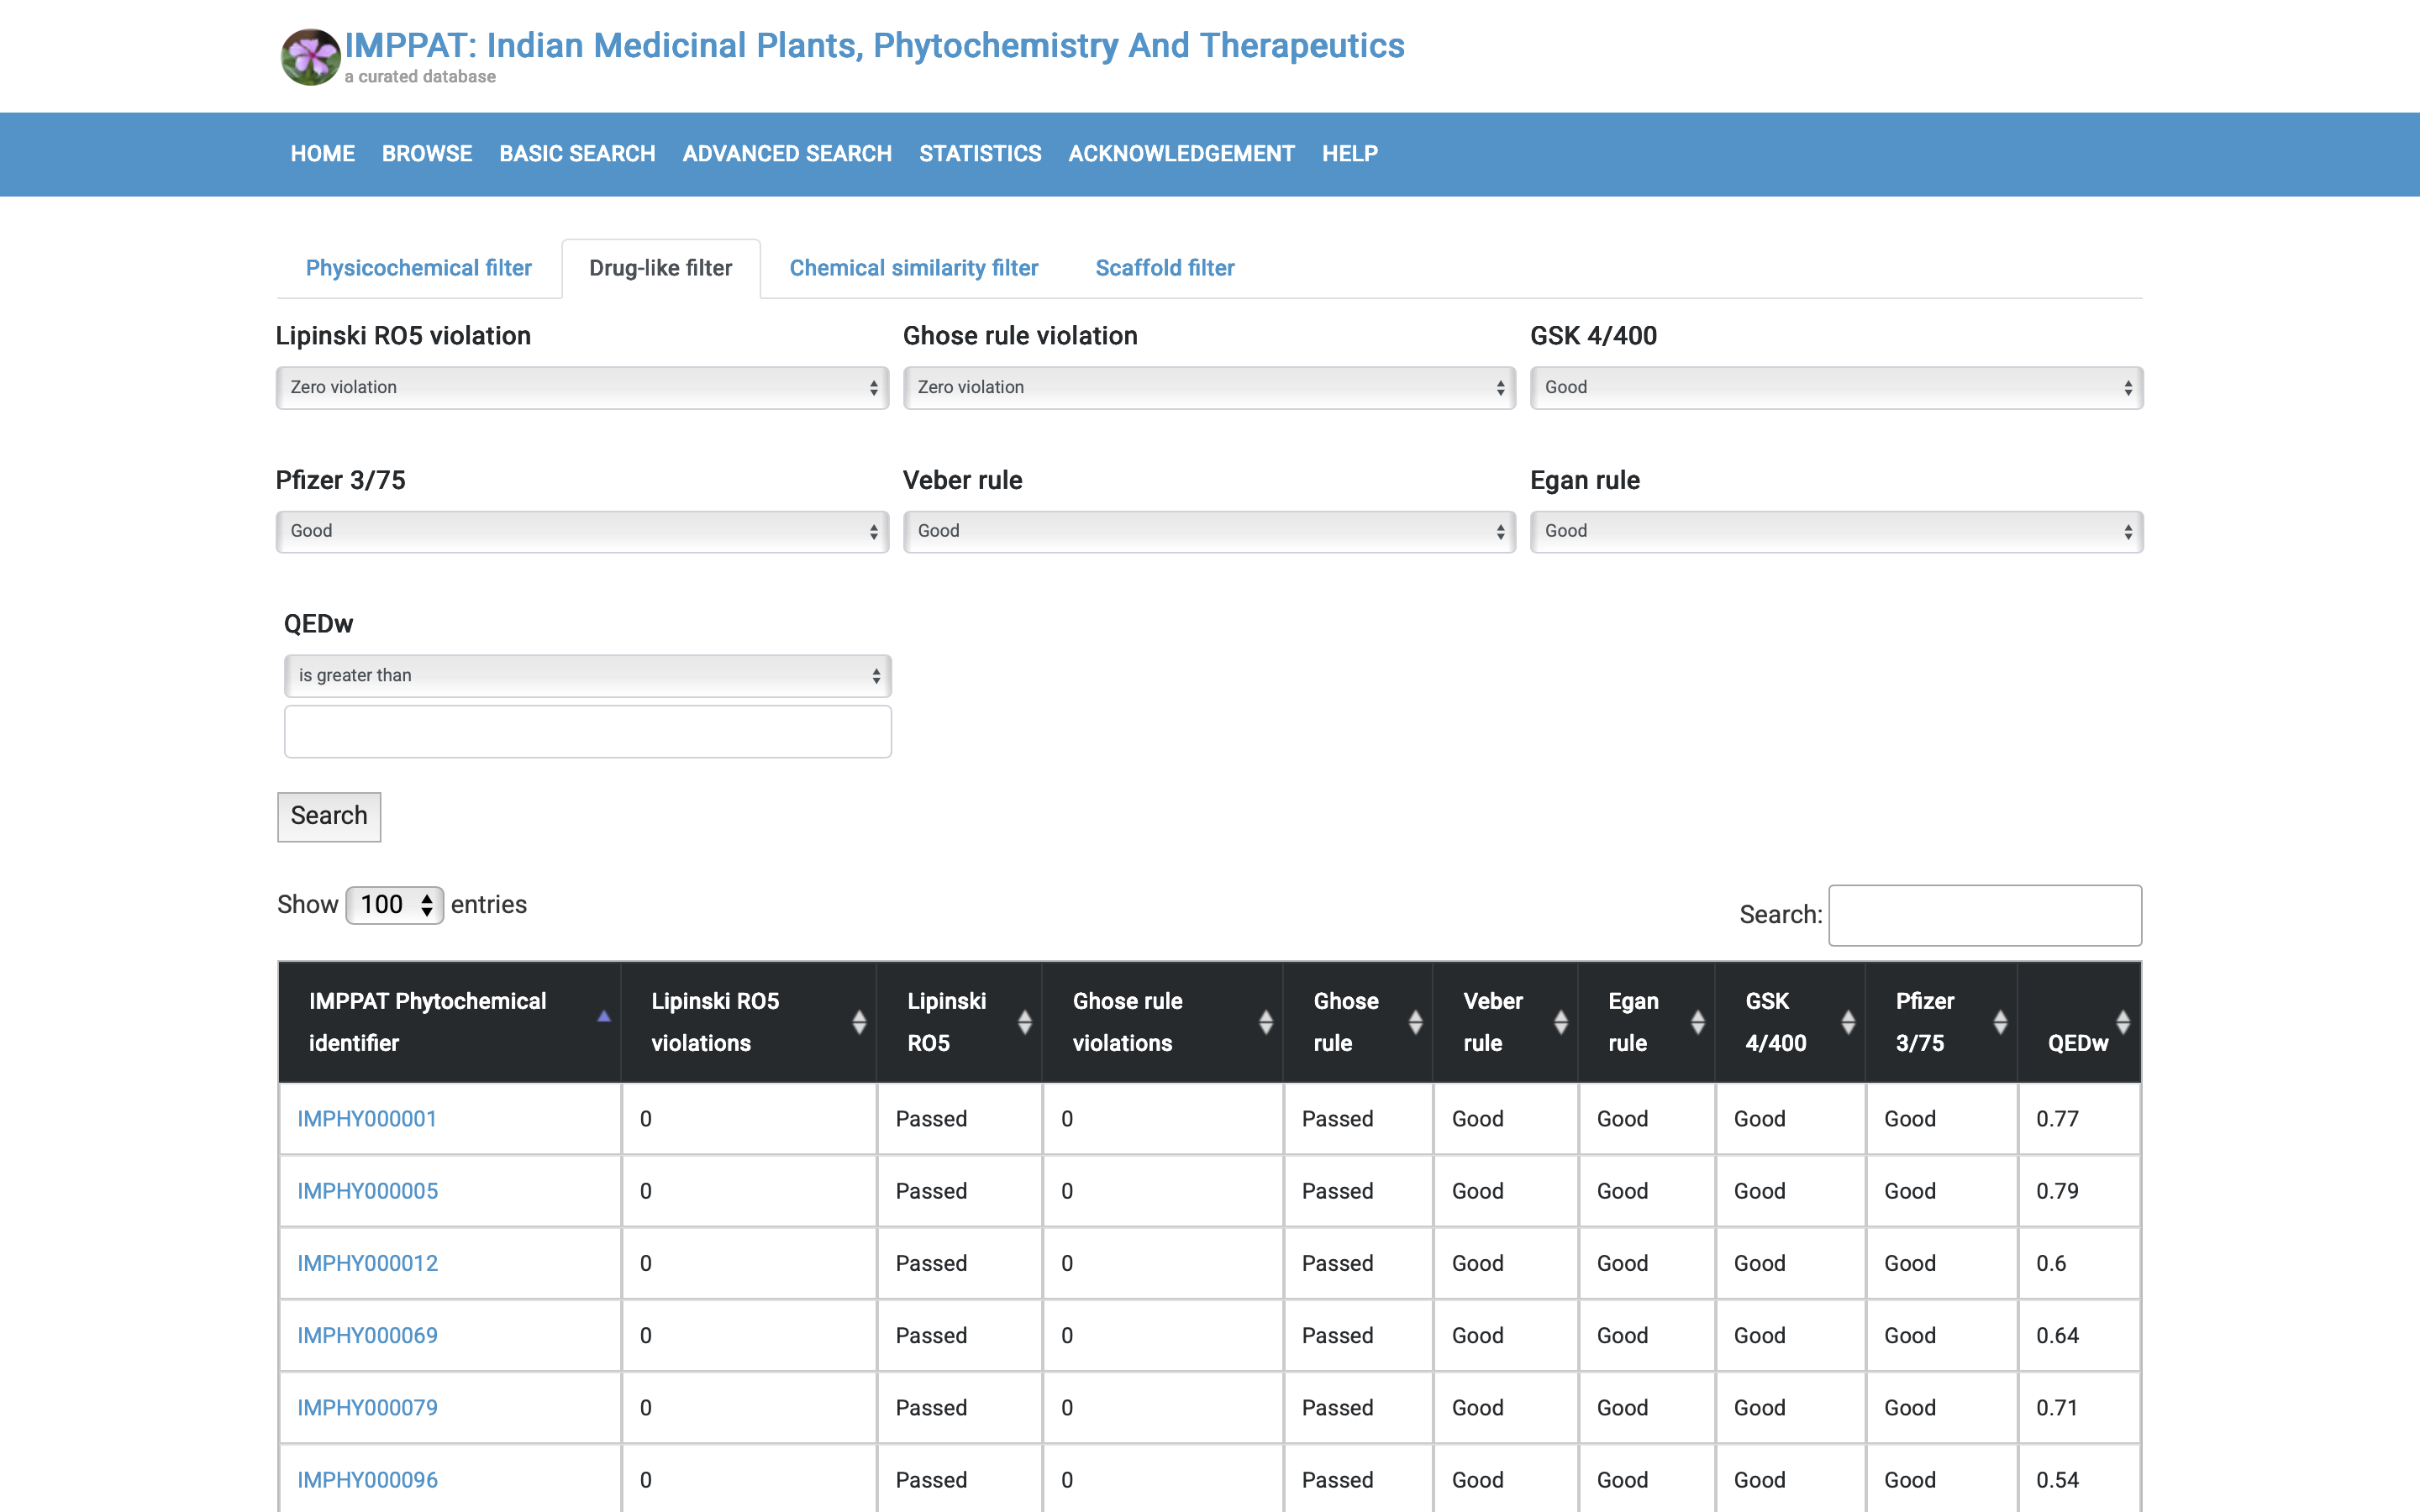 IMPPAT: Indian Medicinal Plants, Phytochemistry And Therapeutics
a curated database
HOME BROWSE BASIC SEARCH ADVANCED SEARCH STATISTICS ACKNOWLEDGEMENT HELP
Physicochemical filter Drug-like filter Chemical similarity filter Scaffold filter
Lipinski RO5 violation Ghose rule violation GSK 4/400
Zero violation Zero violation Good
Pfizer 3/75 Veber rule Egan rule
Good Good Good
QEDw
is greater than
Search
Show 100 entries Search:
IMPPAT Phytochemical identifier Lipinski RO5 violations Lipinski RO5 Ghose rule violations Ghose rule Veber rule Egan rule GSK 4/400 Pfizer 3/75 QEDw
IMPHY000001 0 Passed 0 Passed Good Good Good Good 0.77
IMPHY000005 0 Passed 0 Passed Good Good Good Good 0.79
IMPHY000012 0 Passed 0 Passed Good Good Good Good 0.6
IMPHY000069 0 Passed 0 Passed Good Good Good Good 0.64
IMPHY000079 0 Passed 0 Passed Good Good Good Good 0.71
IMPHY000096 0 Passed 0 Passed Good Good Good Good 0.54